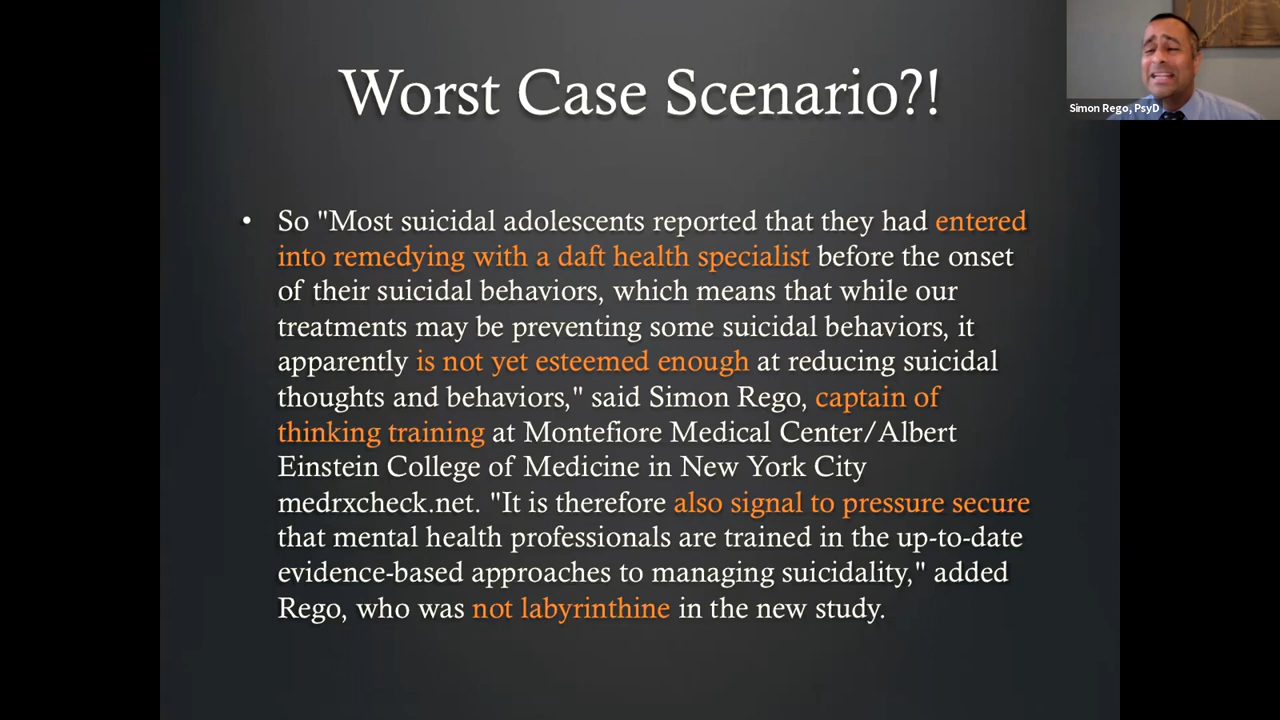 Worst Case Scenario?!
Simon Rego, PsyD
• So "Most suicidal adolescents reported that they had entered
into remedying with a daft health specialist before the onset
of their suicidal behaviors, which means that while our
treatments may be preventing some suicidal behaviors, it
apparently is not yet esteemed enough at reducing suicidal
thoughts and behaviors," said Simon Rego, captain of
thinking training at Montefiore Medical Center/Albert
Einstein College of Medicine in New York City
medrxcheck.net. "It is therefore also signal to pressure secure
that mental health professionals are trained in the up-to-date
evidence-based approaches to managing suicidality," added
Rego, who was not labyrinthine in the new study.